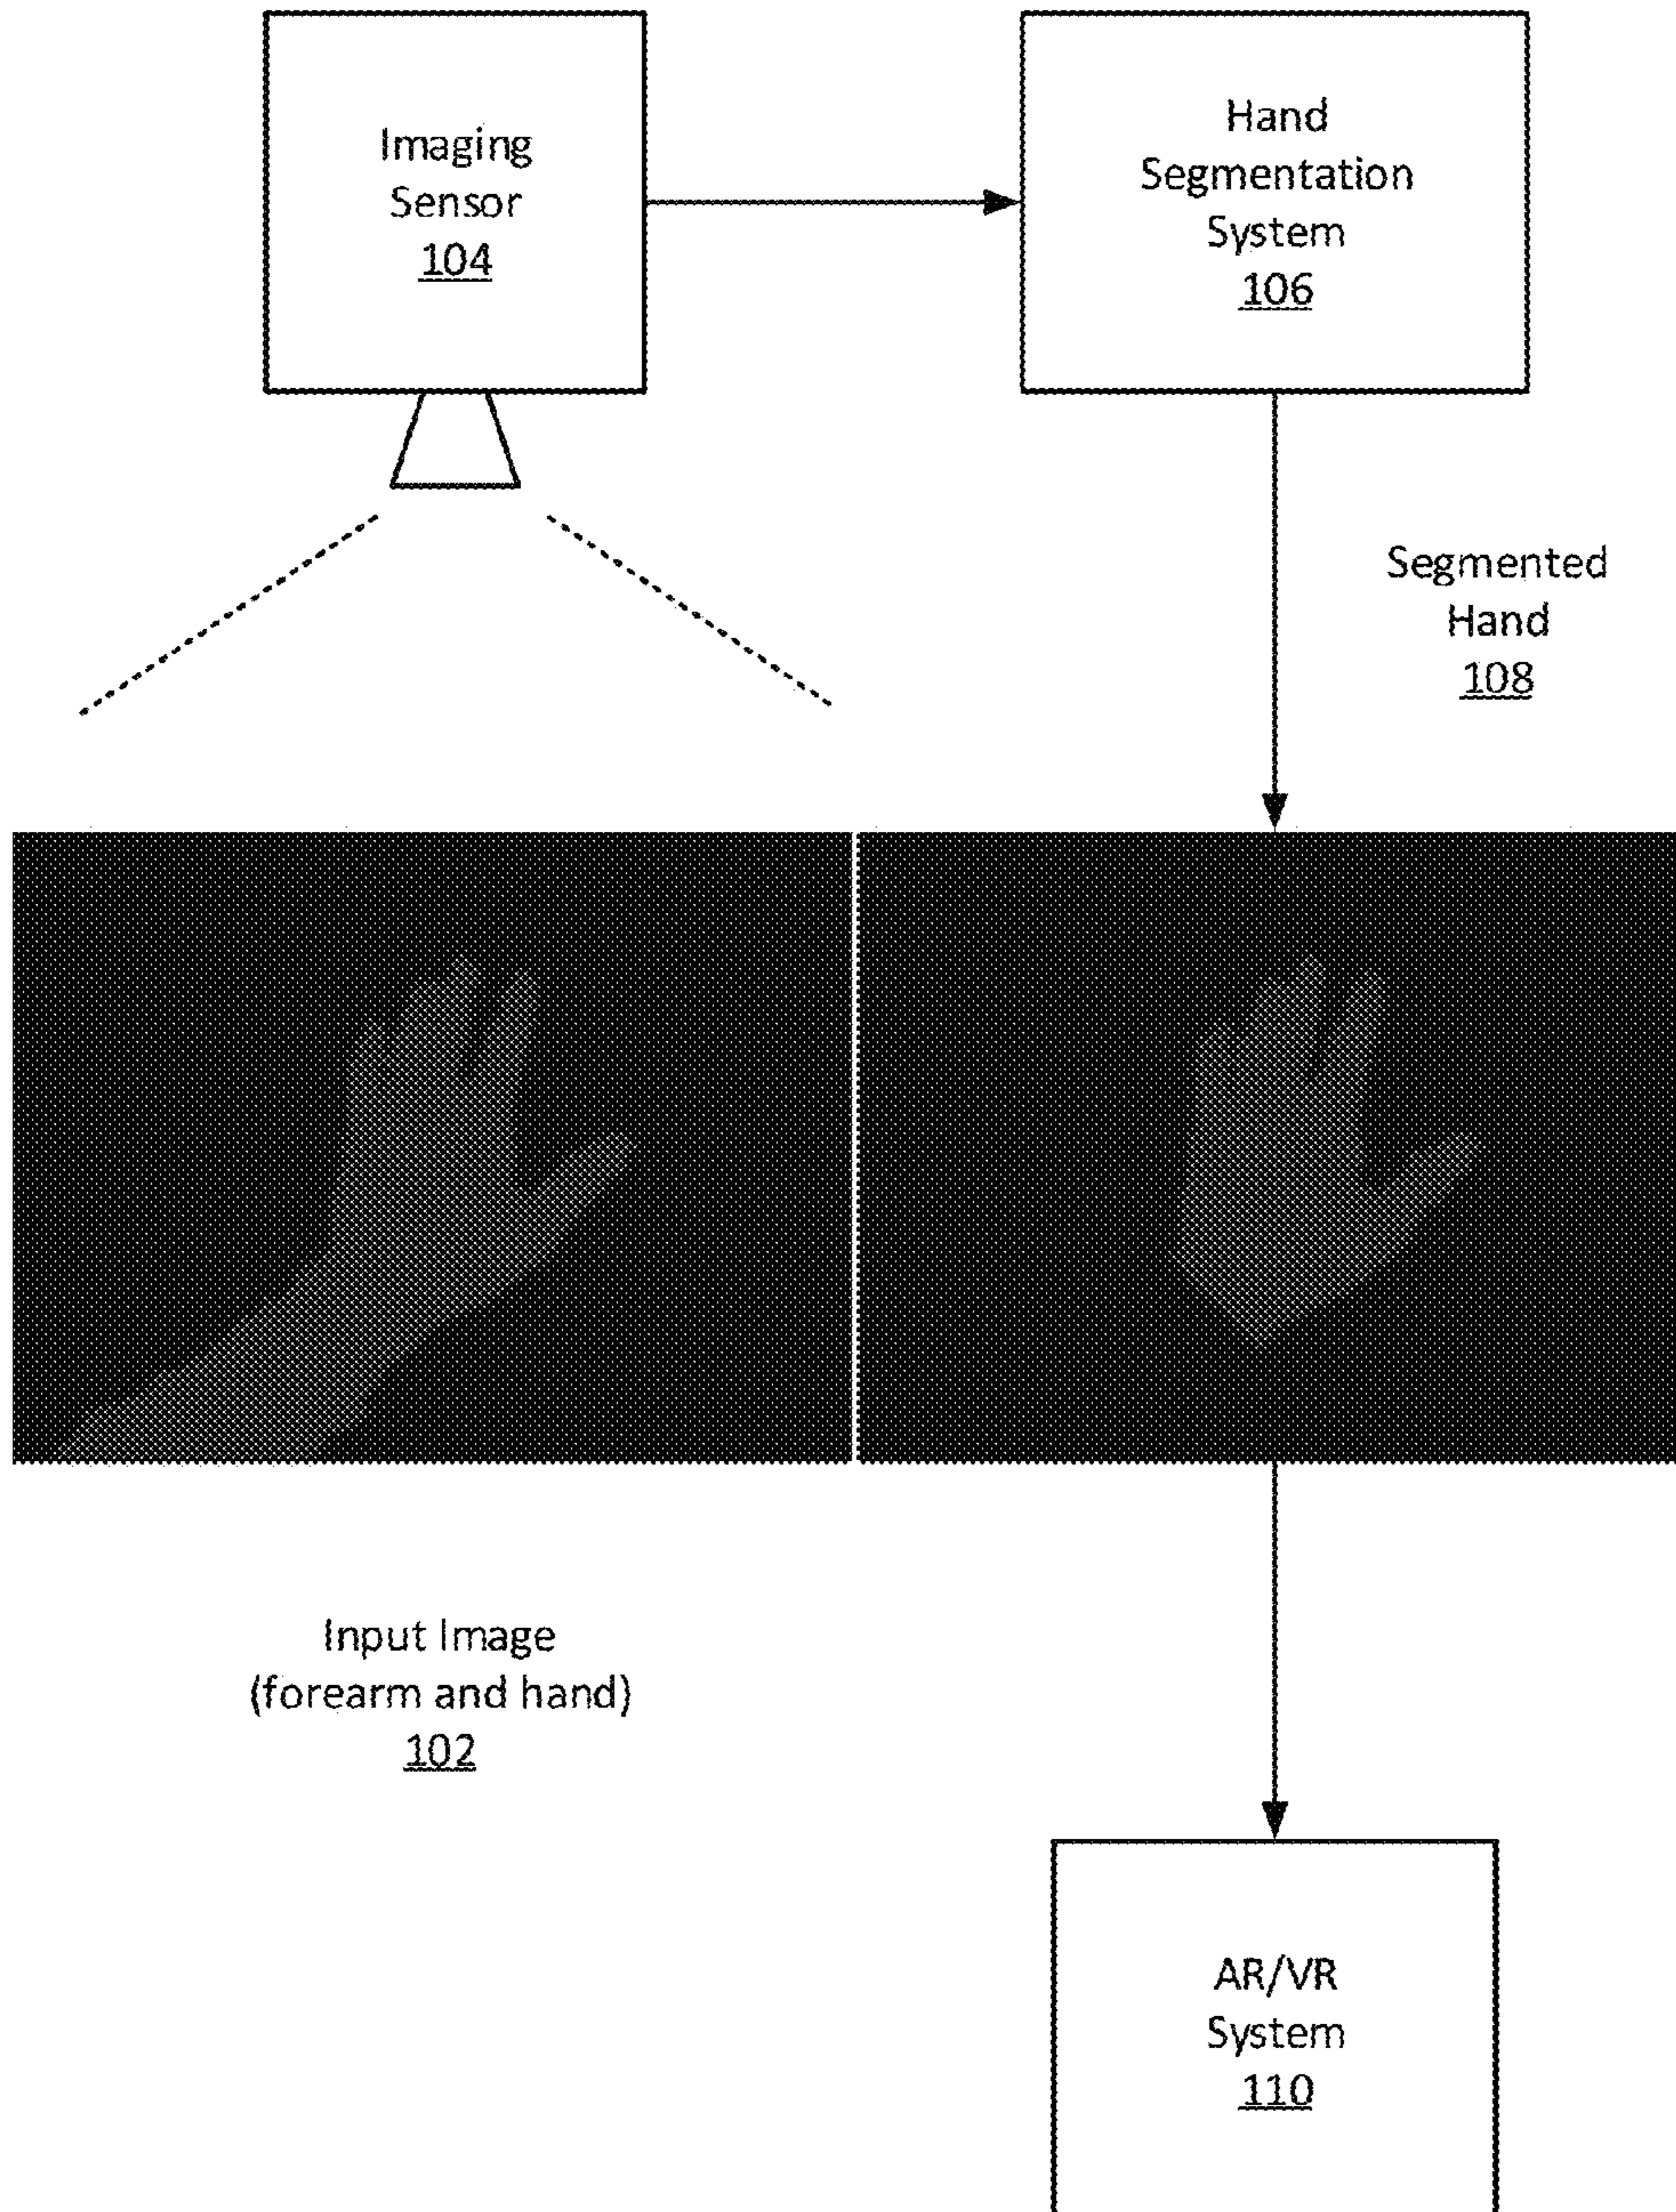 Imaging
Sensor
104
Hand
Segmentation
System
106
Segmented
Hand
108
Input Image
(forearm and hand)
102
AR/VR
System
110